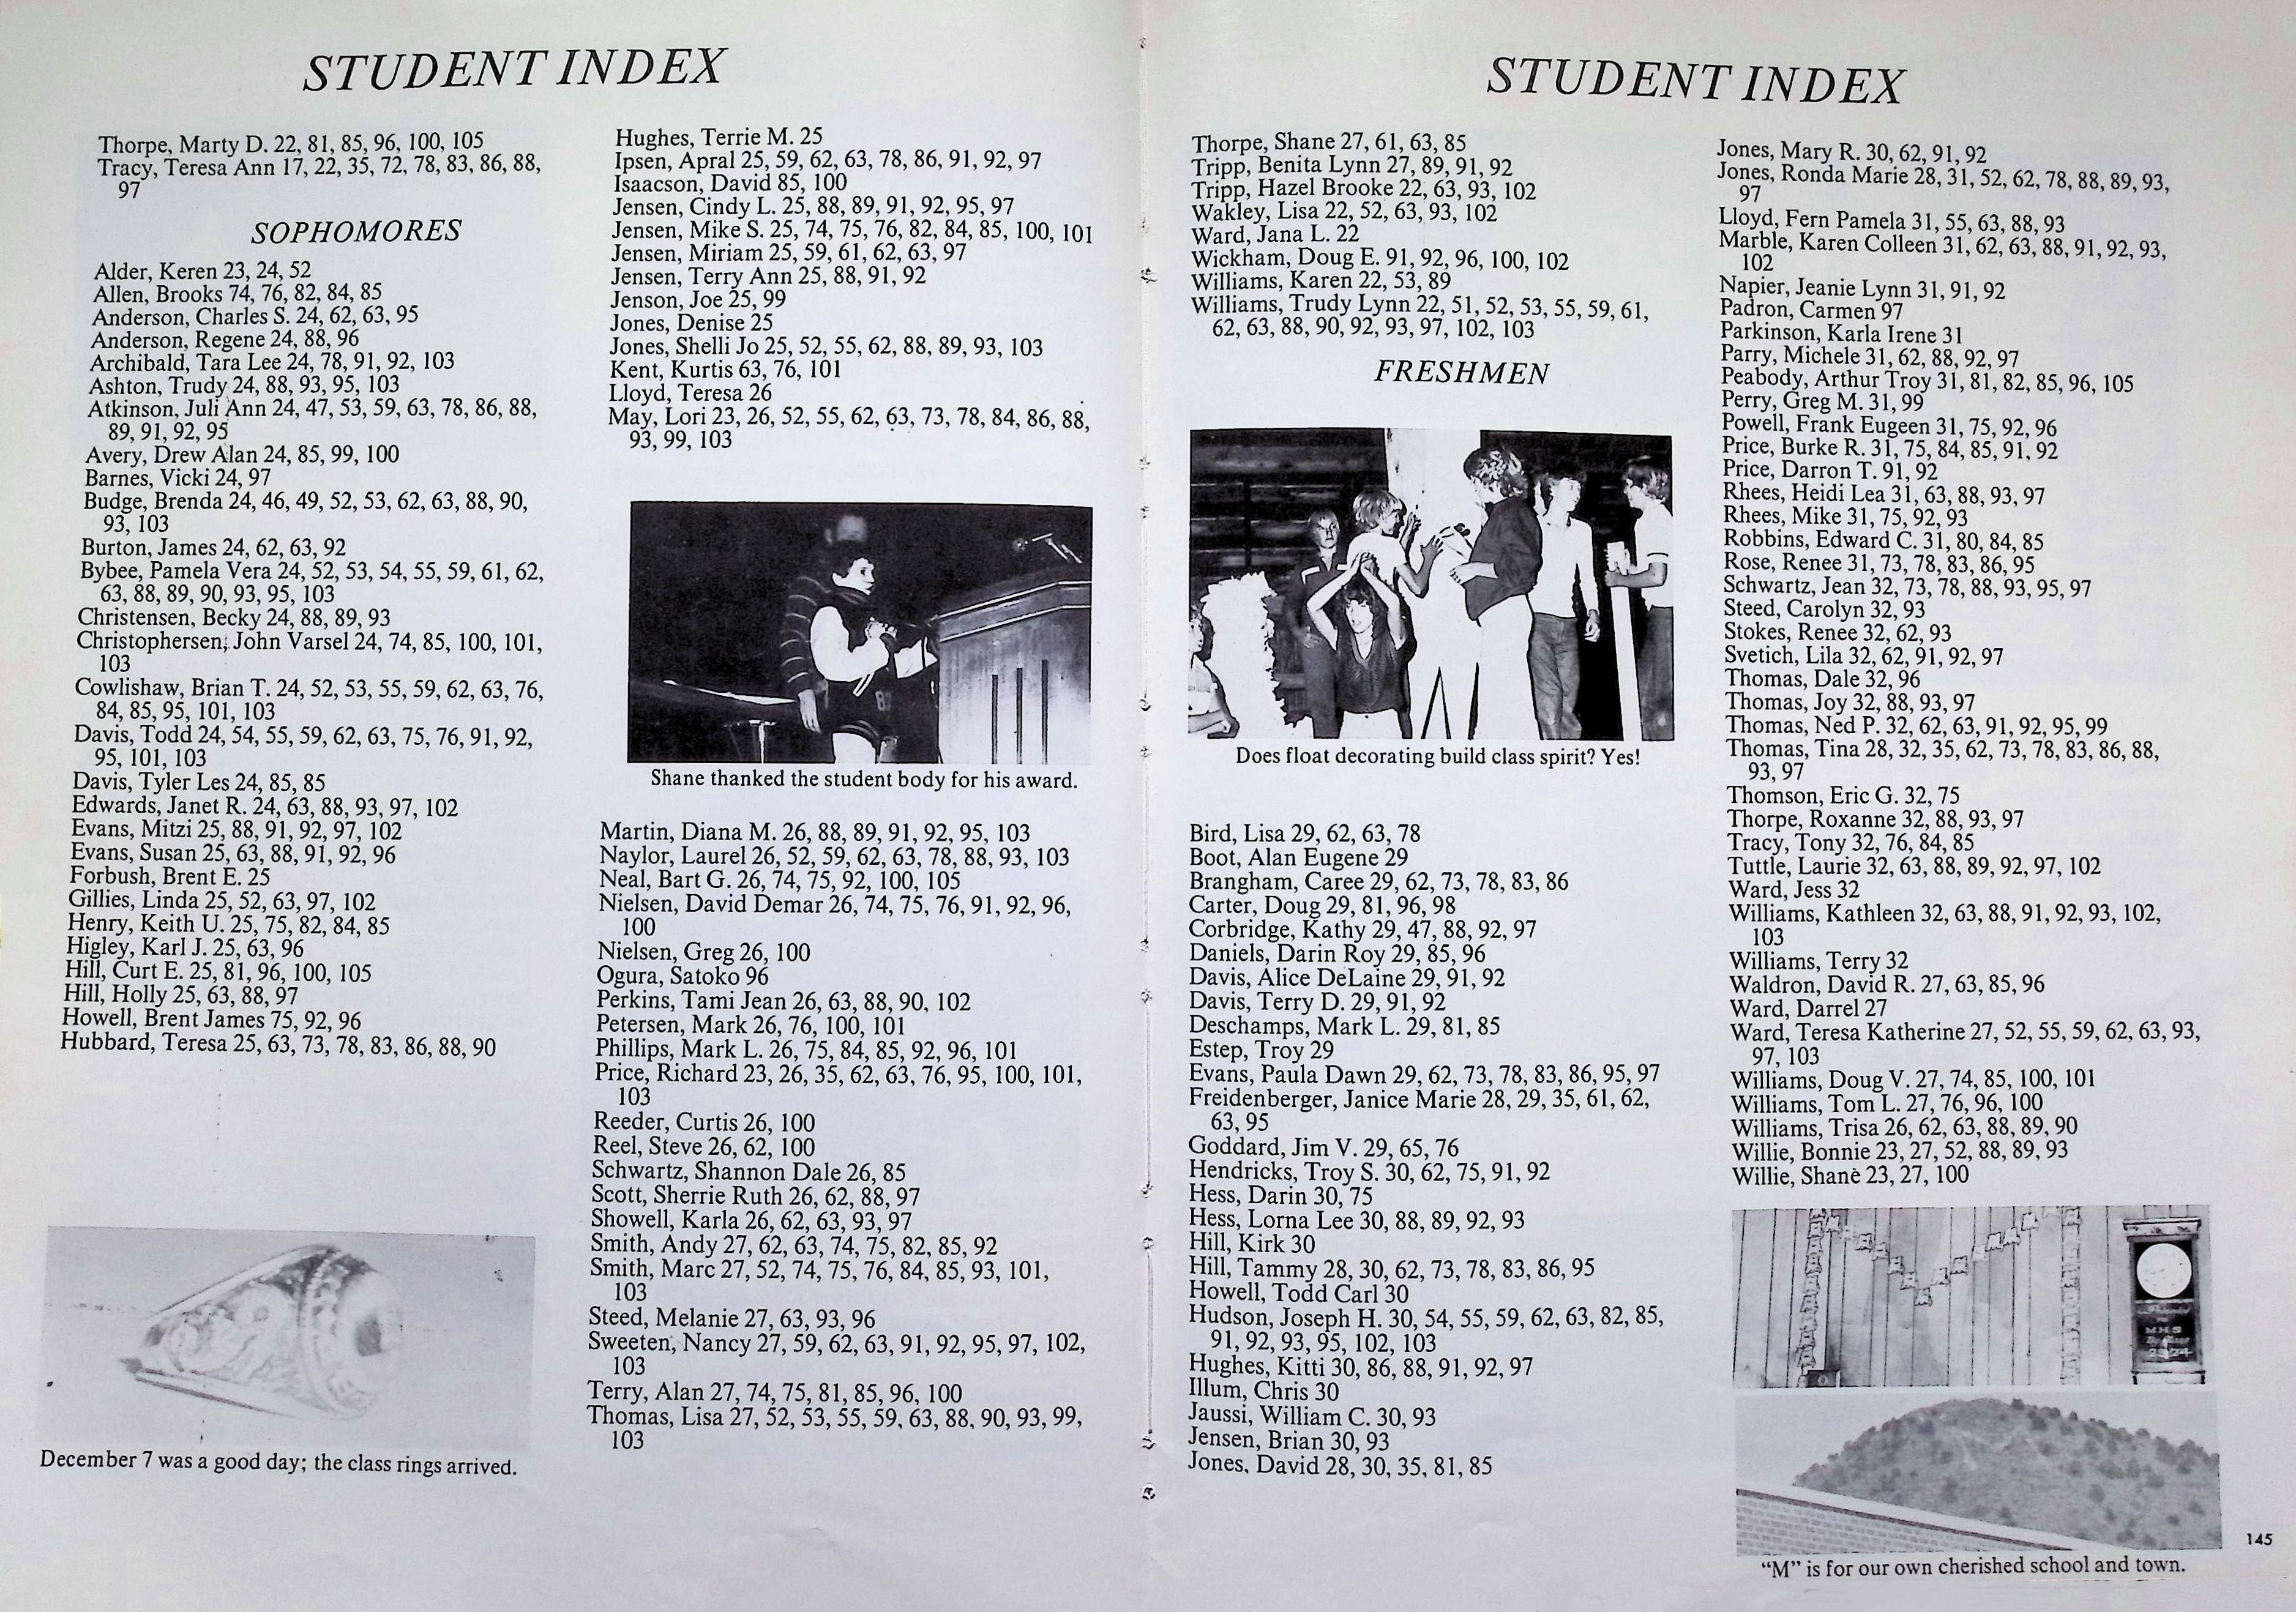 STUDENT INDEX
Thorpe, Marty D. 22, 81, 85, 96, 100, 105
Tracy, Teresa Ann 17, 22, 35, 72, 78, 83, 86, 88,
97
SOPHOMORES
Alder, Keren 23, 24, 52
Allen, Brooks 74, 76, 82, 84, 85
Anderson, Charles S. 24, 62, 63, 95
Anderson, Regene 24, 88, 96
Archibald, Tara Lee 24, 78, 91, 92, 103
Ashton, Trudy 24, 88, 93, 95, 103
Atkinson, Juli Ann 24, 47, 53, 59, 63, 78, 86, 88,
89, 91, 92, 95
Avery, Drew Alan 24, 85, 99, 100
Barnes, Vicki 24, 97
Budge, Brenda 24, 46, 49, 52, 53, 62, 63, 88, 90,
93, 103
Burton, James 24, 62, 63, 92
Bybee, Pamela Vera 24, 52, 53, 54, 55, 59, 61, 62,
63, 88, 89, 90, 93, 95, 103
Christensen, Becky 24, 88, 89, 93
Christophersen, John Varsel 24, 74, 85, 100, 101,
103
Cowlishaw, Brian T. 24, 52, 53, 55, 59, 62, 63, 76,
84, 85, 95, 101, 103
Davis, Todd 24, 54, 55, 59, 62, 63, 75, 76, 91, 92,
95, 101, 103
Davis, Tyler Les 24, 85, 85
Edwards, Janet R. 24, 63, 88, 93, 97, 102
Evans, Mitzi 25, 88, 91, 92, 97, 102
Evans, Susan 25, 63, 88, 91, 92, 96
Forbush, Brent E. 25
Gillies, Linda 25, 52, 63, 97, 102
Henry, Keith U. 25, 75, 82, 84, 85
Higley, Karl J. 25, 63, 96
Hill, Curt E. 25, 81, 96, 100, 105
Hill, Holly 25, 63, 88, 97
Howell, Brent James 75, 92, 96
Hubbard, Teresa 25, 63, 73, 78, 83, 86, 88, 90
December 7 was a good day; the class rings arrived.
Hughes, Terrie M. 25
Ipsen, Apral 25, 59, 62, 63, 78, 86, 91, 92, 97
Isaacson, David 85, 100
Jensen, Cindy L. 25, 88, 89, 91, 92, 95, 97
Jensen, Mike S. 25, 74, 75, 76, 82, 84, 85, 100, 101
Jensen, Miriam 25, 59, 61, 62, 63, 97
Jensen, Terry Ann 25, 88, 91, 92
Jenson, Joe 25, 99
Jones, Denise 25
Jones, Shelli Jo 25, 52, 55, 62, 88, 89, 93, 103
Kent, Kurtis 63, 76, 101
Lloyd, Teresa 26
May, Lori 23, 26, 52, 55, 62, 63, 73, 78, 84, 86, 88,
93, 99, 103
Shane thanked the student body for his award.
Martin, Diana M. 26, 88, 89, 91, 92, 95, 103
Naylor, Laurel 26, 52, 59, 62, 63, 78, 88, 93, 103
Neal, Bart G. 26, 74, 75, 92, 100, 105
Nielsen, David Demar 26, 74, 75, 76, 91, 92, 96,
100
Nielsen, Greg 26, 100
Ogura, Satoko 96
Perkins, Tami Jean 26, 63, 88, 90, 102
Petersen, Mark 26, 76, 100, 101
Phillips, Mark L. 26, 75, 84, 85, 92, 96, 101
Price, Richard 23, 26, 35, 62, 63, 76, 95, 100, 101,
103
Reeder, Curtis 26, 100
Reel, Steve 26, 62, 100
Schwartz, Shannon Dale 26, 85
Scott, Sherrie Ruth 26, 62, 88, 97
Showell, Karla 26, 62, 63, 93, 97
Smith, Andy 27, 62, 63, 74, 75, 82, 85, 92
Smith, Marc 27, 52, 74, 75, 76, 84, 85, 93, 101,
103
Steed, Melanie 27, 63, 93, 96
Sweeten, Nancy 27, 59, 62, 63, 91, 92, 95, 97, 102,
103
Terry, Alan 27, 74, 75, 81, 85, 96, 100
Thomas, Lisa 27, 52, 53, 55, 59, 63, 88, 90, 93, 99,
103
STUDENT INDEX
Thorpe, Shane 27, 61, 63, 85
Tripp, Benita Lynn 27, 89, 91, 92
Tripp, Hazel Brooke 22, 63, 93, 102
Wakley, Lisa 22, 52, 63, 93, 102
Ward, Jana L. 22
Wickham, Doug E. 91, 92, 96, 100, 102
Williams, Karen 22, 53, 89
Williams, Trudy Lynn 22, 51, 52, 53, 55, 59, 61,
62, 63, 88, 90, 92, 93, 97, 102, 103
FRESHMEN
Does float decorating build class spirit? Yes!
Bird, Lisa 29, 62, 63, 78
Boot, Alan Eugene 29
Brangham, Caree 29, 62, 73, 78, 83, 86
Carter, Doug 29, 81, 96, 98
Corbridge, Kathy 29, 47, 88, 92, 97
Daniels, Darin Roy 29, 85, 96
Davis, Alice DeLaine 29, 91, 92
Davis, Terry D. 29, 91, 92
Deschamps, Mark L. 29, 81, 85
Estep, Troy 29
Evans, Paula Dawn 29, 62, 73, 78, 83, 86, 95, 97
Freidenberger, Janice Marie 28, 29, 35, 61, 62,
63, 95
Goddard, Jim V. 29, 65, 76
Hendricks, Troy S. 30, 62, 75, 91, 92
Hess, Darin 30, 75
Hess, Lorna Lee 30, 88, 89, 92, 93
Hill, Kirk 30
Hill, Tammy 28, 30, 62, 73, 78, 83, 86, 95
Howell, Todd Carl 30
Hudson, Joseph H. 30, 54, 55, 59, 62, 63, 82, 85,
91, 92, 93, 95, 102, 103
Hughes, Kitti 30, 86, 88, 91, 92, 97
Illum, Chris 30
Jaussi, William C. 30, 93
Jensen, Brian 30, 93
Jones, David 28, 30, 35, 81, 85
Jones, Mary R. 30, 62, 91, 92
Jones, Ronda Marie 28, 31, 52, 62, 78, 88, 89, 93,
97
Lloyd, Fern Pamela 31, 55, 63, 88, 93
Marble, Karen Colleen 31, 62, 63, 88, 91, 92, 93,
102
Napier, Jeanie Lynn 31, 91, 92
Padron, Carmen 97
Parkinson, Karla Irene 31
Parry, Michele 31, 62, 88, 92, 97
Peabody, Arthur Troy 31, 81, 82, 85, 96, 105
Perry, Greg M. 31, 99
Powell, Frank Eugeen 31, 75, 92, 96
Price, Burke R. 31, 75, 84, 85, 91, 92
Price, Darron T. 91, 92
Rhees, Heidi Lea 31, 63, 88, 93, 97
Rhees, Mike 31, 75, 92, 93
Robbins, Edward C. 31, 80, 84, 85
Rose, Renee 31, 73, 78, 83, 86, 95
Schwartz, Jean 32, 73, 78, 88, 93, 95, 97
Steed, Carolyn 32, 93
Stokes, Renee 32, 62, 93
Svetich, Lila 32, 62, 91, 92, 97
Thomas, Dale 32, 96
Thomas, Joy 32, 88, 93, 97
Thomas, Ned P. 32, 62, 63, 91, 92, 95, 99
Thomas, Tina 28, 32, 35, 62, 73, 78, 83, 86, 88,
93, 97
Thomson, Eric G. 32, 75
Thorpe, Roxanne 32, 88, 93, 97
Tracy, Tony 32, 76, 84, 85
Tuttle, Laurie 32, 63, 88, 89, 92, 97, 102
Ward, Jess 32
Williams, Kathleen 32, 63, 88, 91, 92, 93, 102,
103
Williams, Terry 32
Waldron, David R. 27, 63, 85, 96
Ward, Darrel 27
Ward, Teresa Katherine 27, 52, 55, 59, 62, 63, 93,
97, 103
Williams, Doug V. 27, 74, 85, 100, 101
Williams, Tom L. 27, 76, 96, 100
Williams, Trisa 26, 62, 63, 88, 89, 90
Willie, Bonnie 23, 27, 52, 88, 89, 93
Willie, Shane 23, 27, 100
Presented
MHS
"M" is for our own cherished school and town.
145